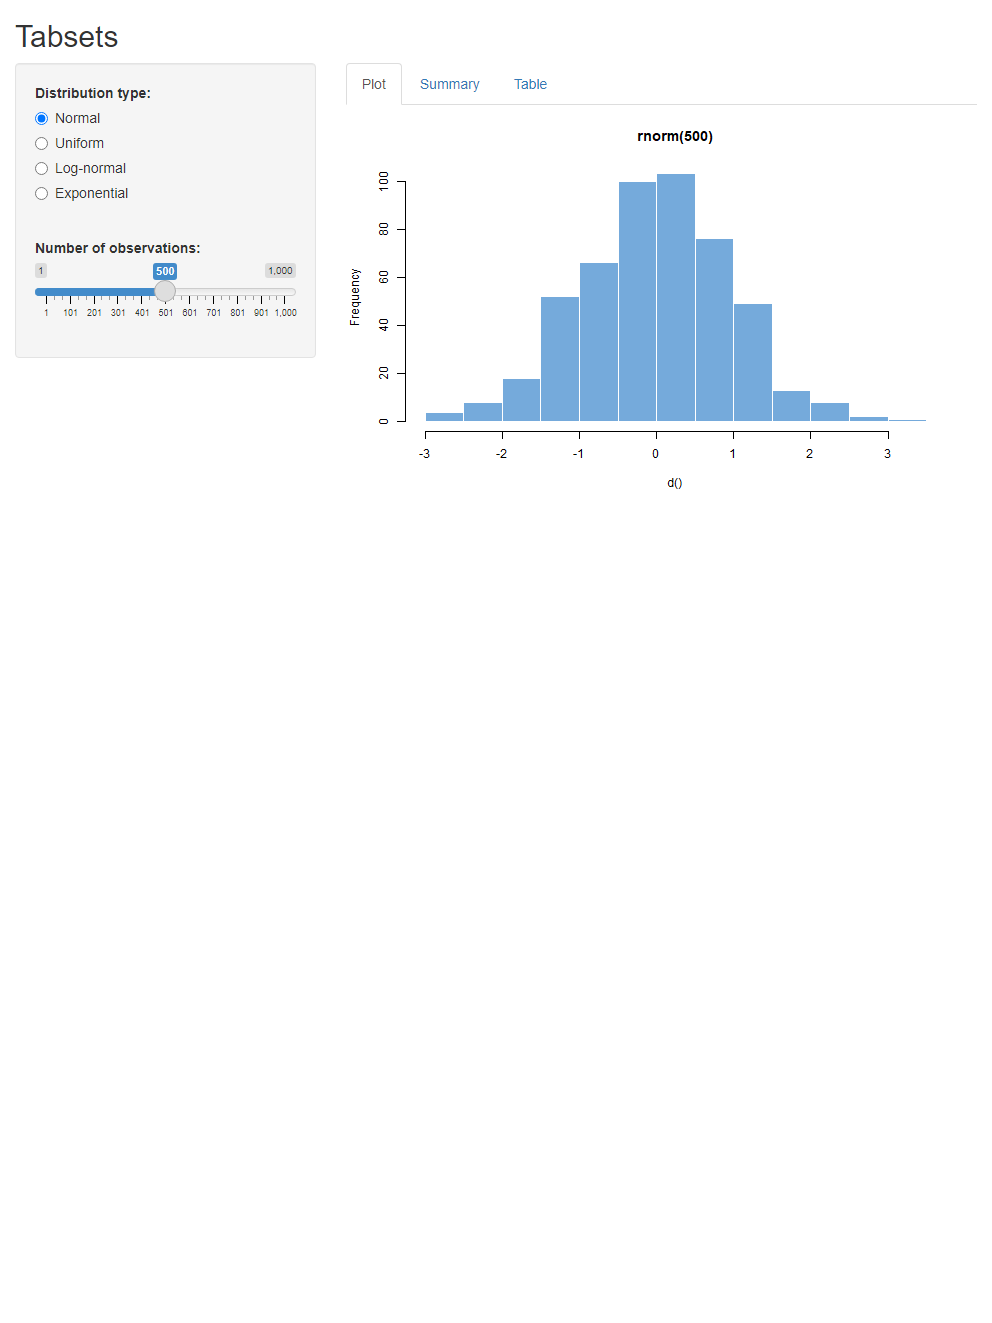 Tabsets
Distribution type:
Normal
Uniform
Log-normal
Exponential
Number of observations:
1 500 1,000
1 101 201 301 401 501 601 701 801 901 1,000
Plot Summary Table
rnorm(500)
Frequency
100
80
60
40
20
0
-3 -2 -1 0 1 2 3
d()